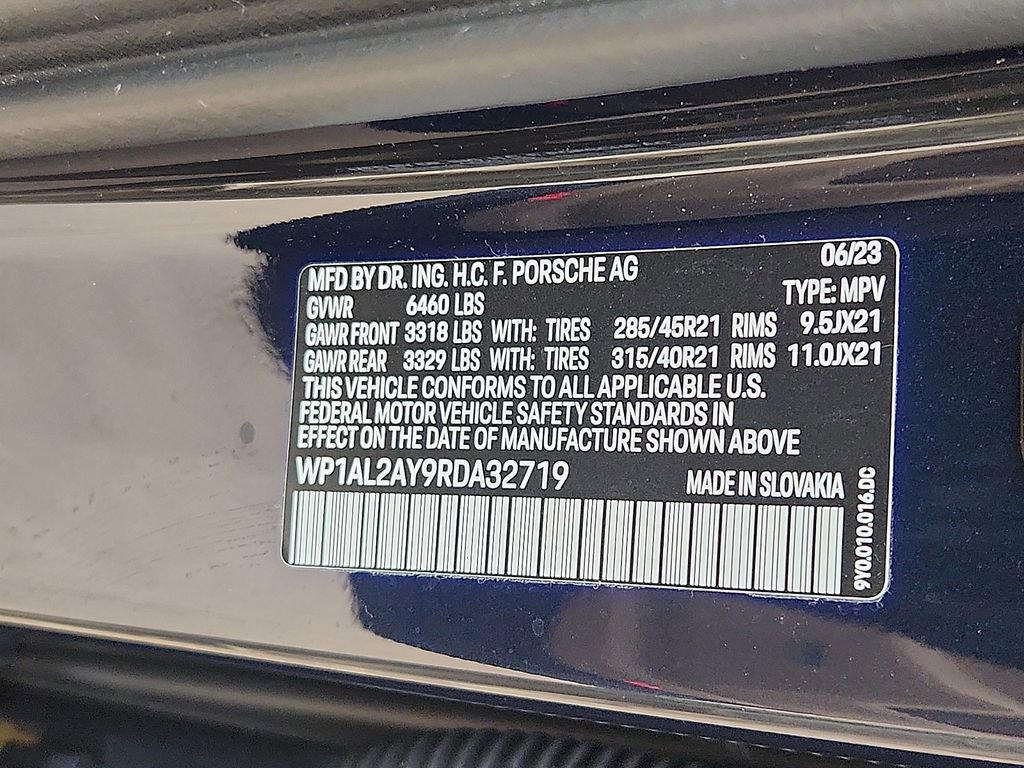 MFD BY DR. ING. H.C. F. PORSCHE AG 06/23
GVWR 6460 LBS TYPE: MPV
GAWR FRONT 3318 LBS WITH: TIRES 285/45R21 RIMS 9.5JX21
GAWR REAR 3329 LBS WITH: TIRES 315/40R21 RIMS 11.0JX21
THIS VEHICLE CONFORMS TO ALL APPLICABLE U.S.
FEDERAL MOTOR VEHICLE SAFETY STANDARDS IN
EFFECT ON THE DATE OF MANUFACTURE SHOWN ABOVE
WP1AL2AY9RDA32719 MADE IN SLOVAKIA
9Y0.010.016.DC